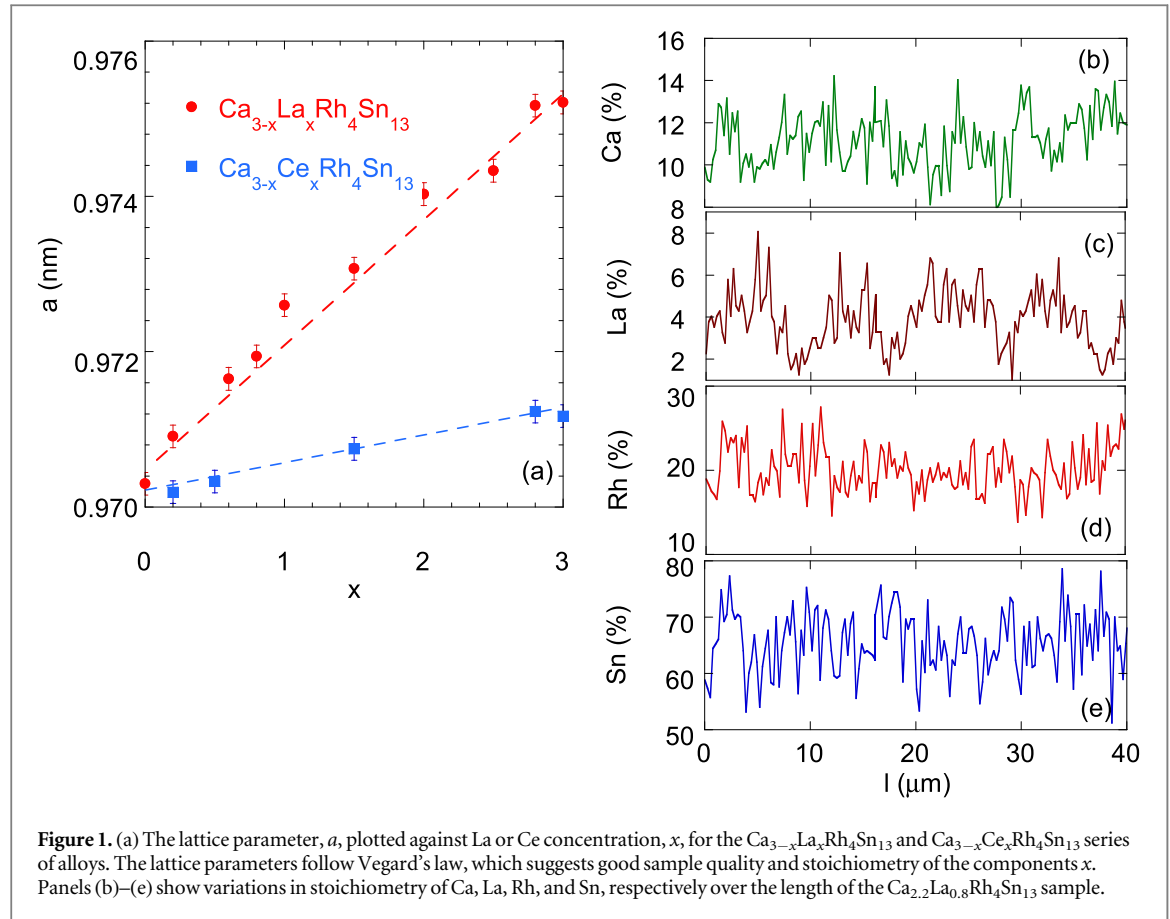 0.976
0.974
0.972
0.970
a (nm)
Ca₃₋ₓLaₓRh₄Sn₁₃
Ca₃₋ₓCeₓRh₄Sn₁₃
(a)
0
1
2
3
x
16
14
12
10
8
Ca (%)
(b)
8
6
4
2
La (%)
(c)
30
20
10
Rh (%)
(d)
80
70
60
50
Sn (%)
(e)
0
10
20
30
40
l (μm)
Figure 1. (a) The lattice parameter, a, plotted against La or Ce concentration, x, for the Ca₃₋ₓLaₓRh₄Sn₁₃ and Ca₃₋ₓCeₓRh₄Sn₁₃ series
of alloys. The lattice parameters follow Vegard's law, which suggests good sample quality and stoichiometry of the components x.
Panels (b)–(e) show variations in stoichiometry of Ca, La, Rh, and Sn, respectively over the length of the Ca₂.₂La₀.₈Rh₄Sn₁₃ sample.